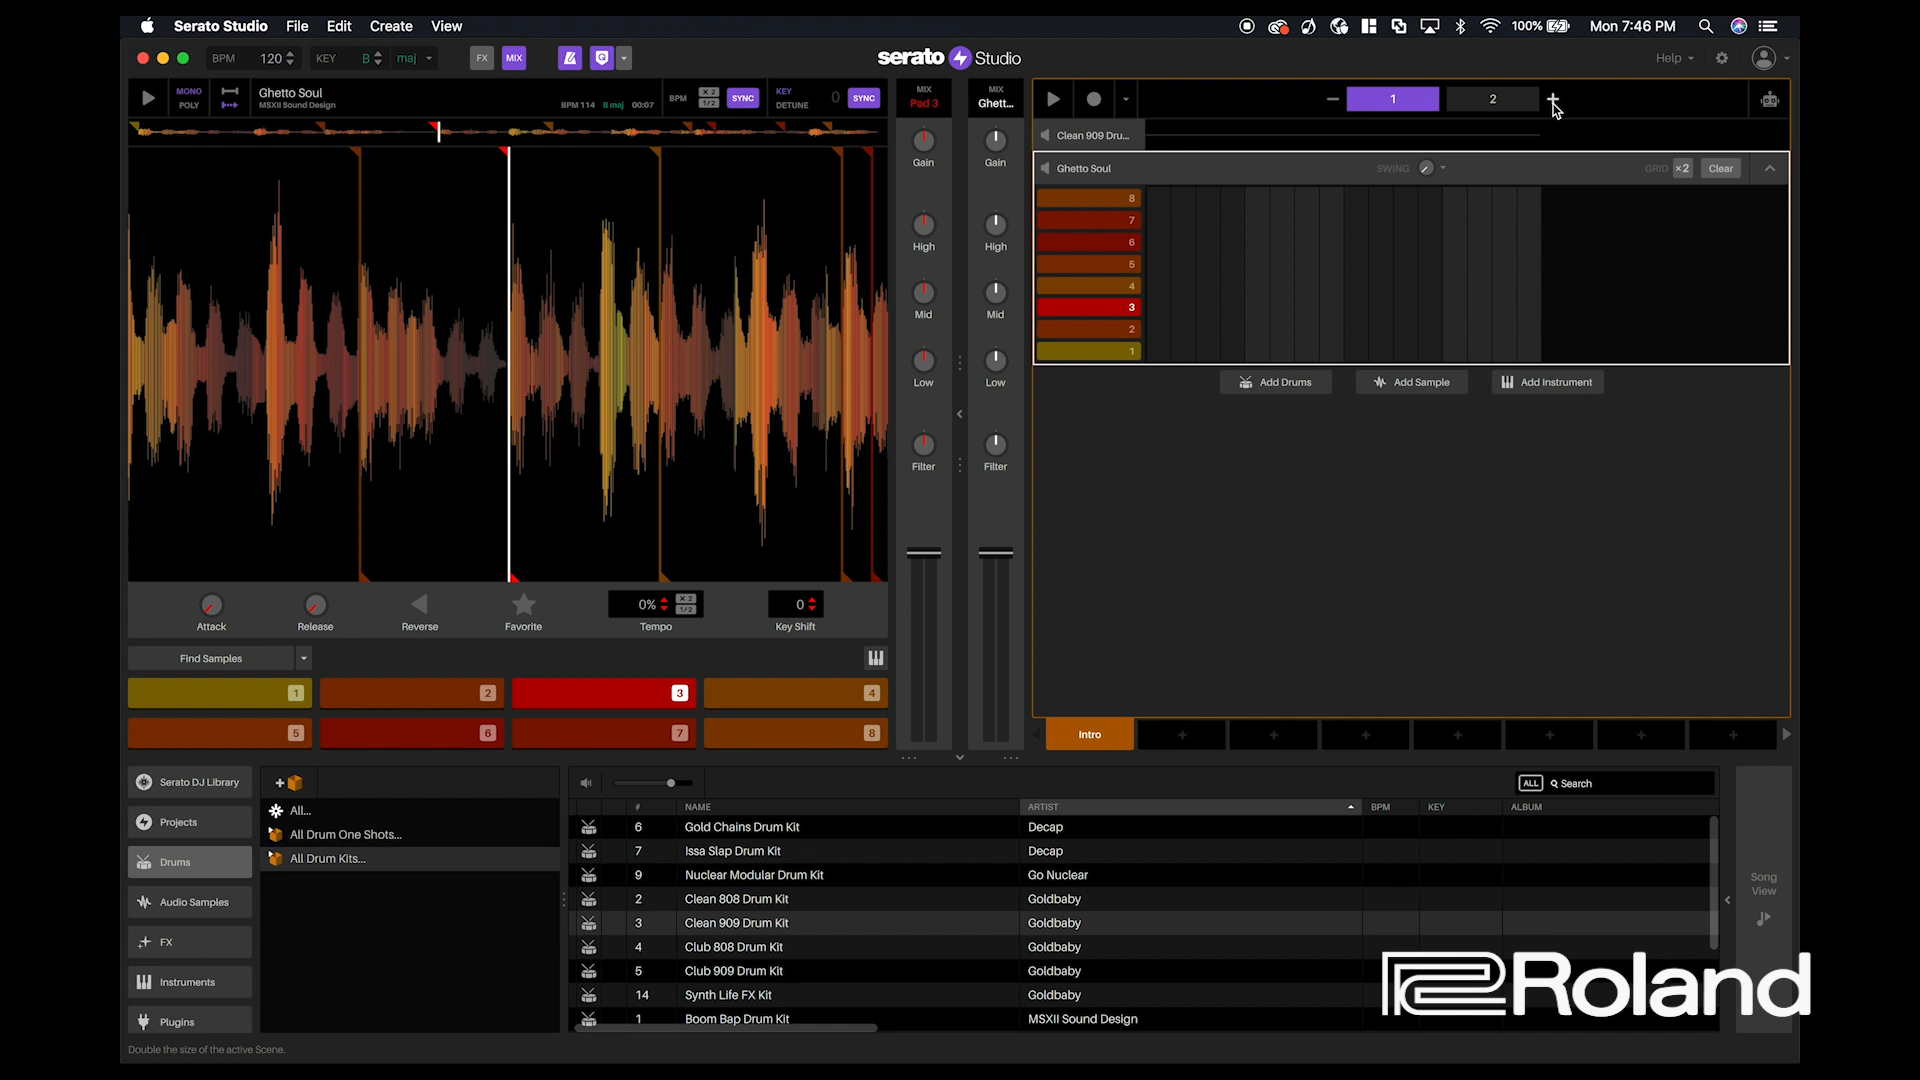 Serato Studio File Edit Create View 100% Mon 7:46 PM
BPM 120 KEY B maj FX MIX serato Studio Help
MONO
POLY
Ghetto Soul
MSXII Sound Design
BPM 114 B maj 00:07
BPM x 2
1/2
SYNC
KEY
DETUNE
0 SYNC
MIX
Pad 3
MIX
Ghett...
1 2
Clean 909 Dru...
Gain Gain
Ghetto Soul SWING GRID x2 Clear
8
7
6
5
4
3
2
1
High High
Mid Mid
Low Low
Filter Filter
Add Drums Add Sample Add Instrument
0% x 2
1/2
0
Attack Release Reverse Favorite Tempo Key Shift
Find Samples
1 2 3 4
5 6 7 8
Intro + + + + + + +
Serato DJ Library
Projects
Drums
Audio Samples
FX
Instruments
Plugins
+
All...
All Drum One Shots...
All Drum Kits...
ALL Search
# NAME ARTIST BPM KEY ALBUM
6 Gold Chains Drum Kit Decap
7 Issa Slap Drum Kit Decap
9 Nuclear Modular Drum Kit Go Nuclear
2 Clean 808 Drum Kit Goldbaby
3 Clean 909 Drum Kit Goldbaby
4 Club 808 Drum Kit Goldbaby
5 Club 909 Drum Kit Goldbaby
14 Synth Life FX Kit Goldbaby
1 Boom Bap Drum Kit MSXII Sound Design
Song
View
Roland
Double the size of the active Scene.